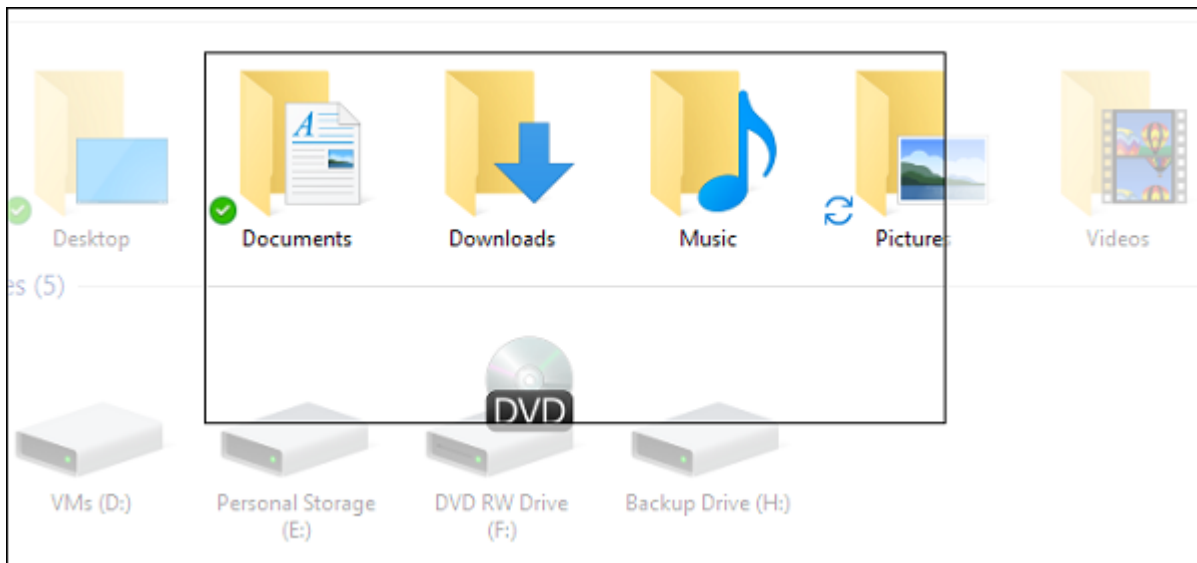 Desktop
Documents
Downloads
Music
Pictures
Videos
es (5)
DVD
VMs (D:)
Personal Storage
(E:)
DVD RW Drive
(F:)
Backup Drive (H:)